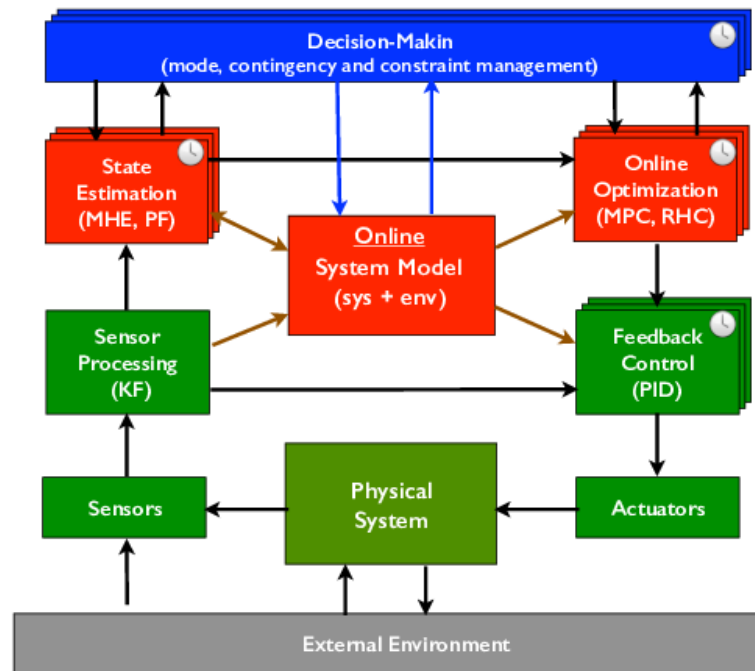 Decision-Makin
(mode, contingency and constraint management)
State
Estimation
(MHE, PF)
Online
Optimization
(MPC, RHC)
Online
System Model
(sys + env)
Sensor
Processing
(KF)
Feedback
Control
(PID)
Sensors
Physical
System
Actuators
External Environment